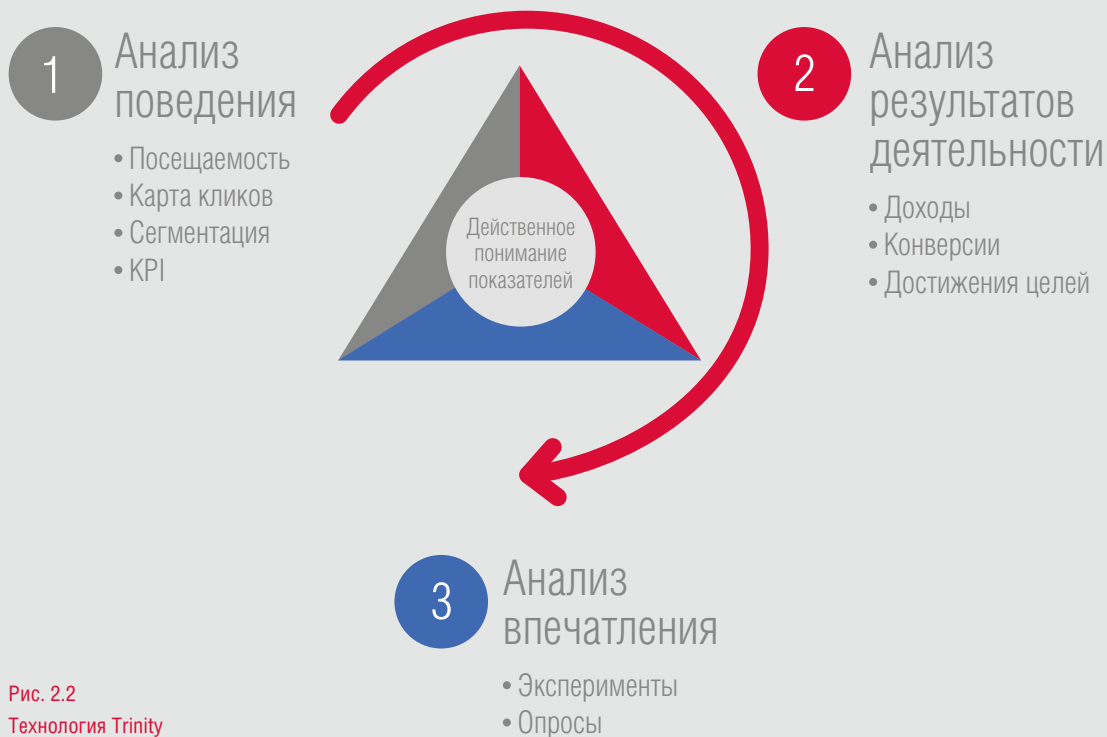 1
Анализ
поведения
• Посещаемость
• Карта кликов
• Сегментация
• KPI
Действенное
понимание
показателей
2
Анализ
результатов
деятельности
• Доходы
• Конверсии
• Достижения целей
3
Анализ
впечатления
• Эксперименты
• Опросы
Рис. 2.2
Технология Trinity